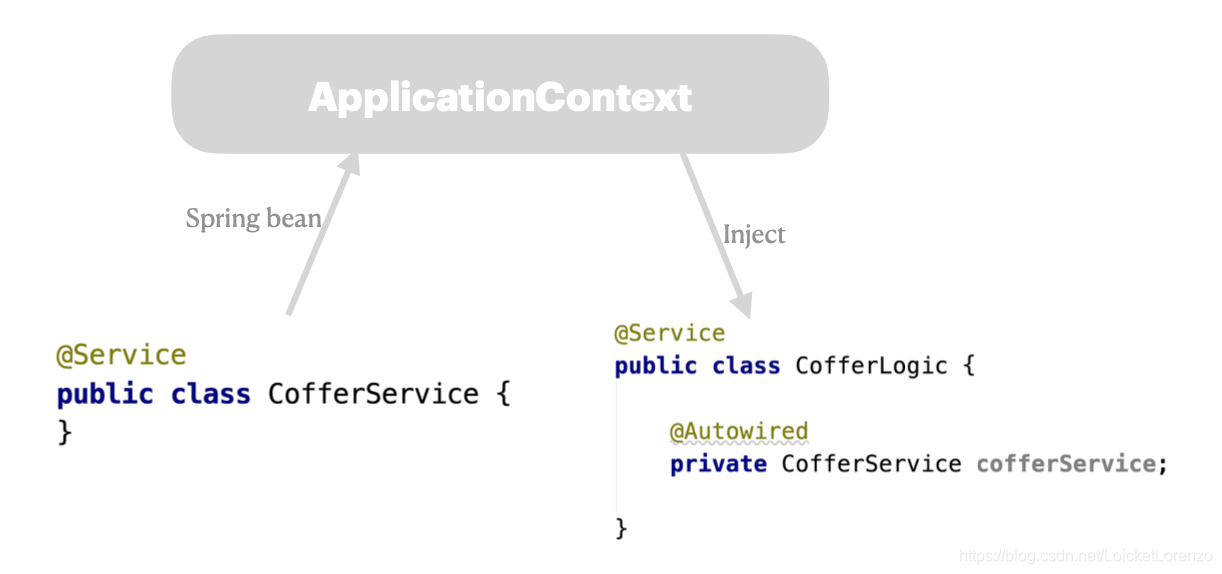 ApplicationContext
Spring bean
Inject
@Service
public class CofferService {
}
@Service
public class CofferLogic {
@Autowired
private CofferService cofferService;
}
https://blog.csdn.net/LoicketLorenzo